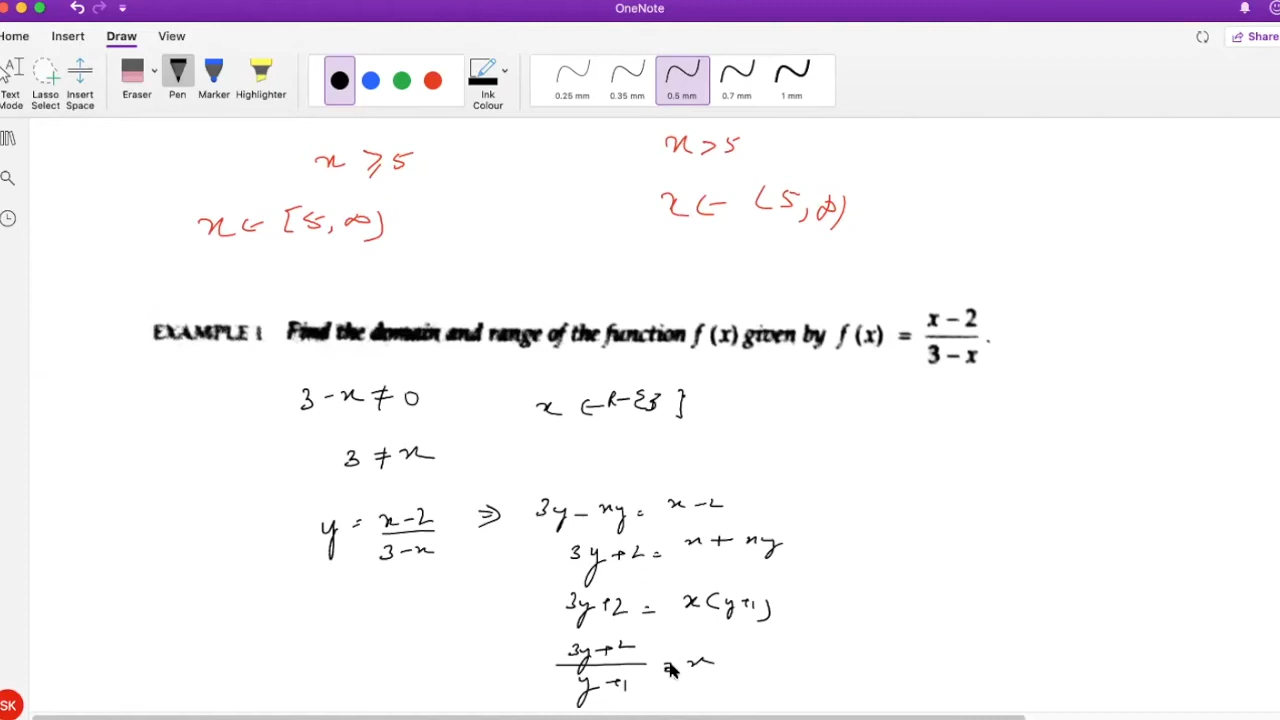 OneNote
Home Insert Draw View Share
Text Mode
Lasso Select
Insert Space
Eraser
Pen
Marker
Highlighter
Ink Colour
0.25 mm
0.35 mm
0.5 mm
0.7 mm
1 mm
x ≥ 5
x > 5
x ∈ [5, ∞)
x ∈ (5, ∞)
EXAMPLE 1 Find the domain and range of the function f (x) given by f (x) = x – 2 / 3 – x .
3 - x ≠ 0
x ∈ R - {3}
3 ≠ x
y = x-2 / 3-x ⇒ 3y - xy = x - 2
3y + 2 = x + xy
3y + 2 = x(y+1)
3y+2 / y+1 = x
SK